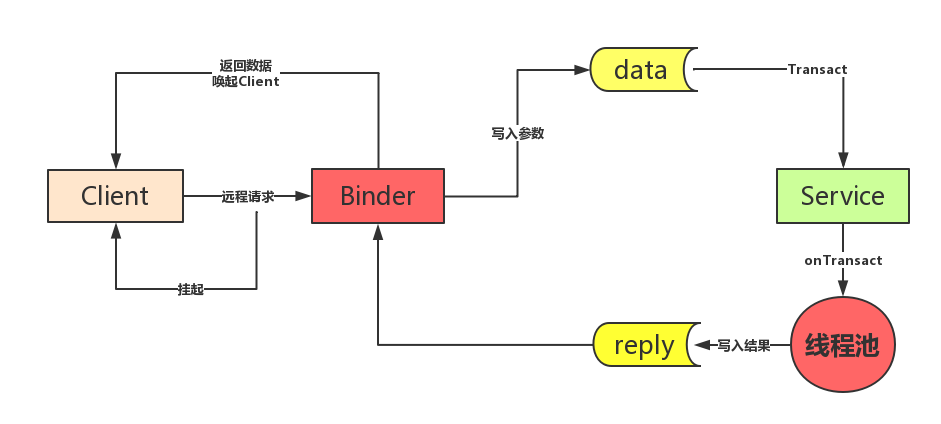 返回数据
唤起Client
data
Transact
写入参数
Client
远程请求
Binder
Service
onTransact
挂起
reply
写入结果
线程池